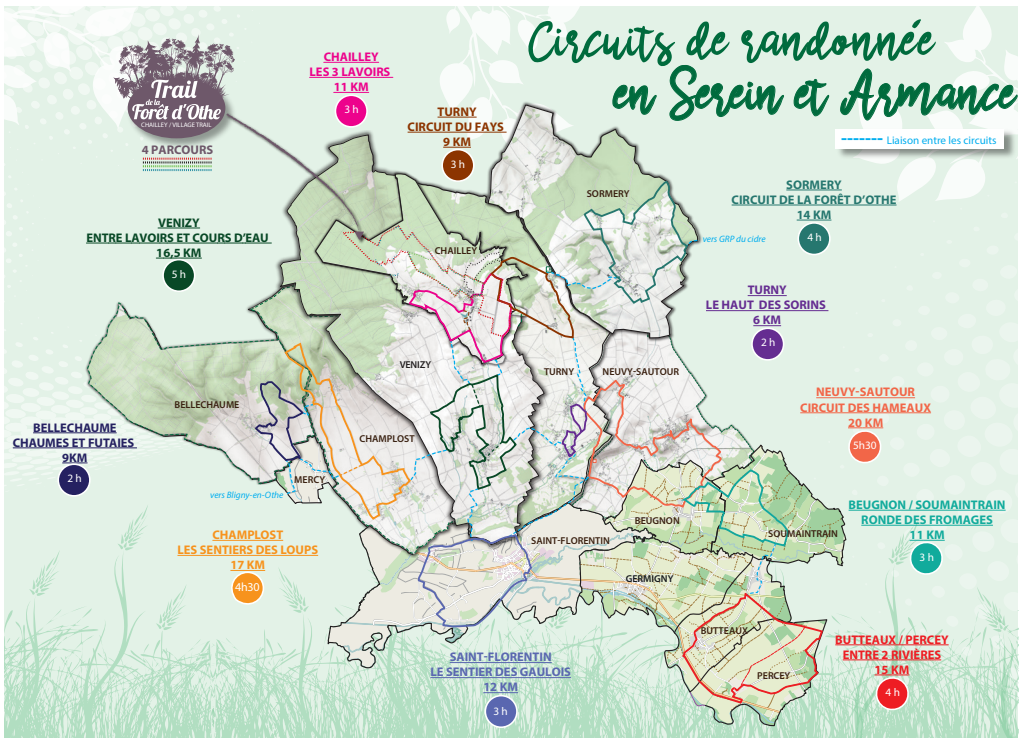 Circuits de randonnée
en Serein et Armance
Liaison entre les circuits
Trail
de la
Forêt d'Othe
CHAILLEY / VILLAGE TRAIL
4 PARCOURS
CHAILLEY
LES 3 LAVOIRS
11 KM
3 h
TURNY
CIRCUIT DU FAYS
9 KM
3 h
SORMERY
CIRCUIT DE LA FORÊT D'OTHE
14 KM
4 h
VENIZY
ENTRE LAVOIRS ET COURS D'EAU
16,5 KM
5 h
TURNY
LE HAUT DES SORINS
6 KM
2 h
NEUVY-SAUTOUR
CIRCUIT DES HAMEAUX
20 KM
5h30
BELLECHAUME
CHAUMES ET FUTAIES
9KM
2 h
CHAMPLOST
LES SENTIERS DES LOUPS
17 KM
4h30
BEUGNON / SOUMAINTRAIN
RONDE DES FROMAGES
11 KM
3 h
SAINT-FLORENTIN
LE SENTIER DES GAULOIS
12 KM
3 h
BUTTEAUX / PERCEY
ENTRE 2 RIVIÈRES
15 KM
4 h
SORMERY
vers GRP du cidre
CHAILLEY
VENIZY
TURNY
NEUVY-SAUTOUR
BELLECHAUME
CHAMPLOST
MERCY
vers Bligny-en-Othe
BEUGNON
SOUMAINTRAIN
SAINT-FLORENTIN
GERMIGNY
BUTTEAUX
PERCEY